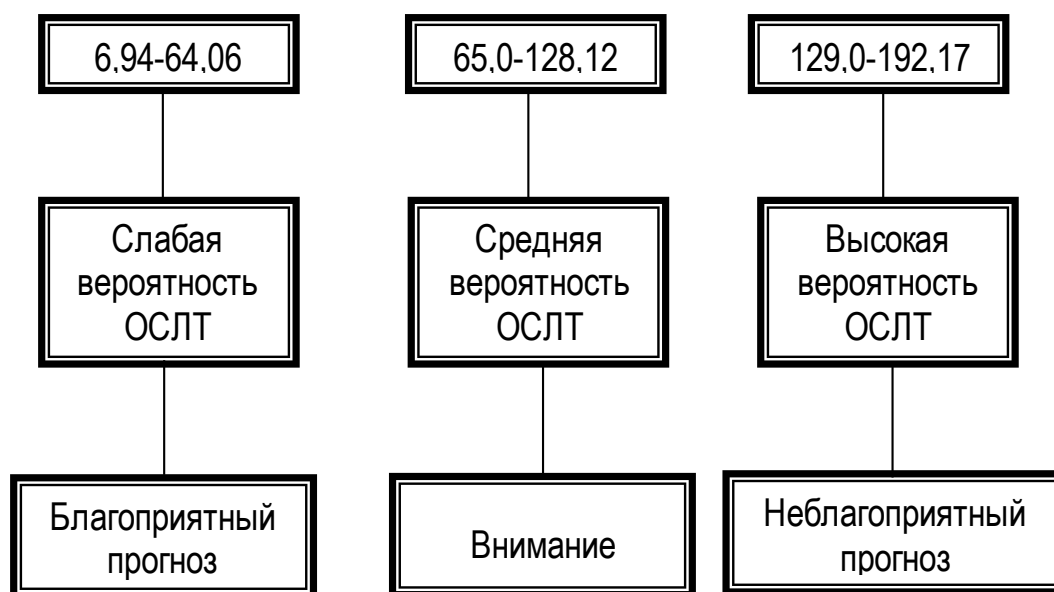 6,94-64,06
65,0-128,12
129,0-192,17
Слабая
вероятность
ОСЛТ
Средняя
вероятность
ОСЛТ
Высокая
вероятность
ОСЛТ
Благоприятный
прогноз
Внимание
Неблагоприятный
прогноз